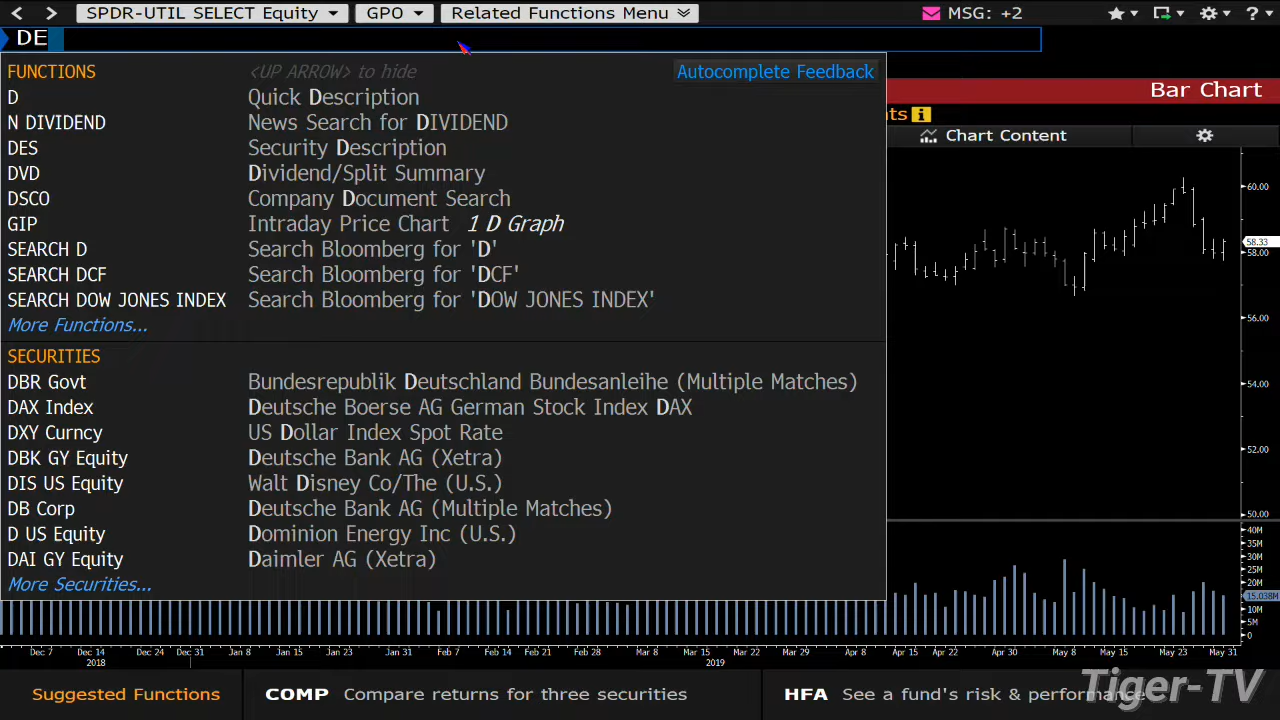 SPDR-UTIL SELECT Equity
GPO
Related Functions Menu
MSG: +2
?
DE
FUNCTIONS
<UP ARROW> to hide
Autocomplete Feedback
D Quick Description
N DIVIDEND News Search for DIVIDEND
DES Security Description
DVD Dividend/Split Summary
DSCO Company Document Search
GIP Intraday Price Chart 1 D Graph
SEARCH D Search Bloomberg for 'D'
SEARCH DCF Search Bloomberg for 'DCF'
SEARCH DOW JONES INDEX Search Bloomberg for 'DOW JONES INDEX'
More Functions...
SECURITIES
DBR Govt Bundesrepublik Deutschland Bundesanleihe (Multiple Matches)
DAX Index Deutsche Boerse AG German Stock Index DAX
DXY Curncy US Dollar Index Spot Rate
DBK GY Equity Deutsche Bank AG (Xetra)
DIS US Equity Walt Disney Co/The (U.S.)
DB Corp Deutsche Bank AG (Multiple Matches)
D US Equity Dominion Energy Inc (U.S.)
DAI GY Equity Daimler AG (Xetra)
More Securities...
Bar Chart
ts i
Chart Content
60.00
58.33
58.00
56.00
54.00
52.00
50.00
40M
35M
30M
25M
20M
15.038M
10M
5M
0
Dec 7 Dec 14 Dec 24 Dec 31 Jan 8 Jan 15 Jan 23 Jan 31 Feb 7 Feb 14 Feb 21 Feb 28 Mar 8 Mar 15 Mar 22 Mar 29 Apr 8 Apr 15 Apr 22 Apr 30 May 8 May 15 May 23 May 31
2018 2019
Suggested Functions
COMP Compare returns for three securities
HFA See a fund's risk & performance
Tiger-TV